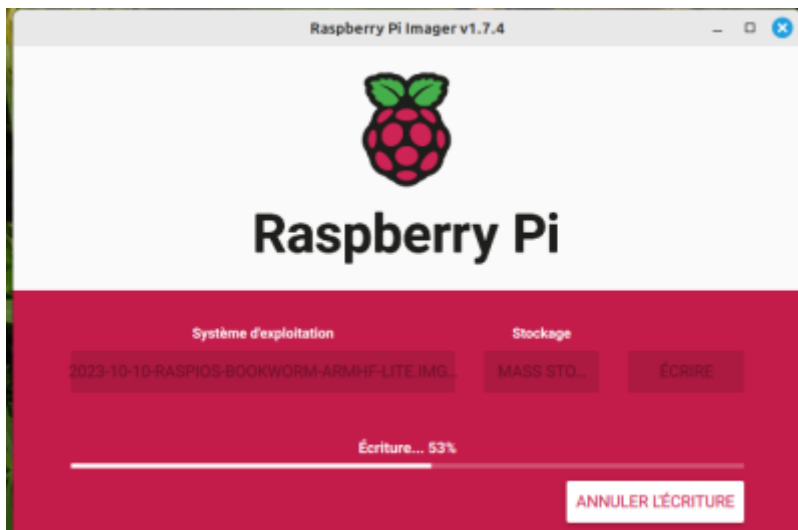 Raspberry Pi Imager v1.7.4
Raspberry Pi
Système d'exploitation Stockage
2023-10-10-RASPIOS-BOOKWORM-ARMHF-LITE.IMG... MASS STO... ÉCRIRE
Écriture... 53%
ANNULER L'ÉCRITURE